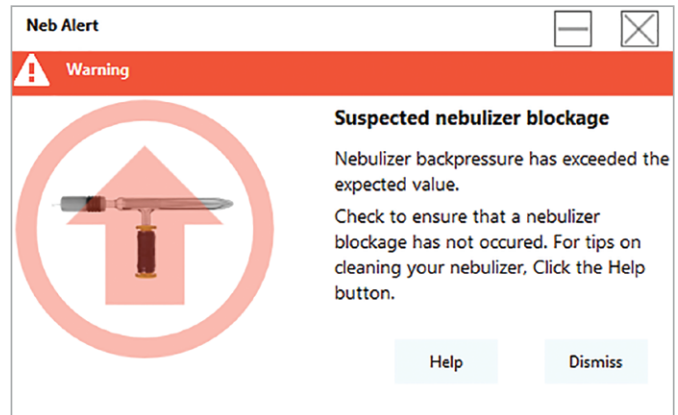 Neb Alert
Warning
Suspected nebulizer blockage
Nebulizer backpressure has exceeded the
expected value.
Check to ensure that a nebulizer
blockage has not occured. For tips on
cleaning your nebulizer, Click the Help
button.
Help
Dismiss